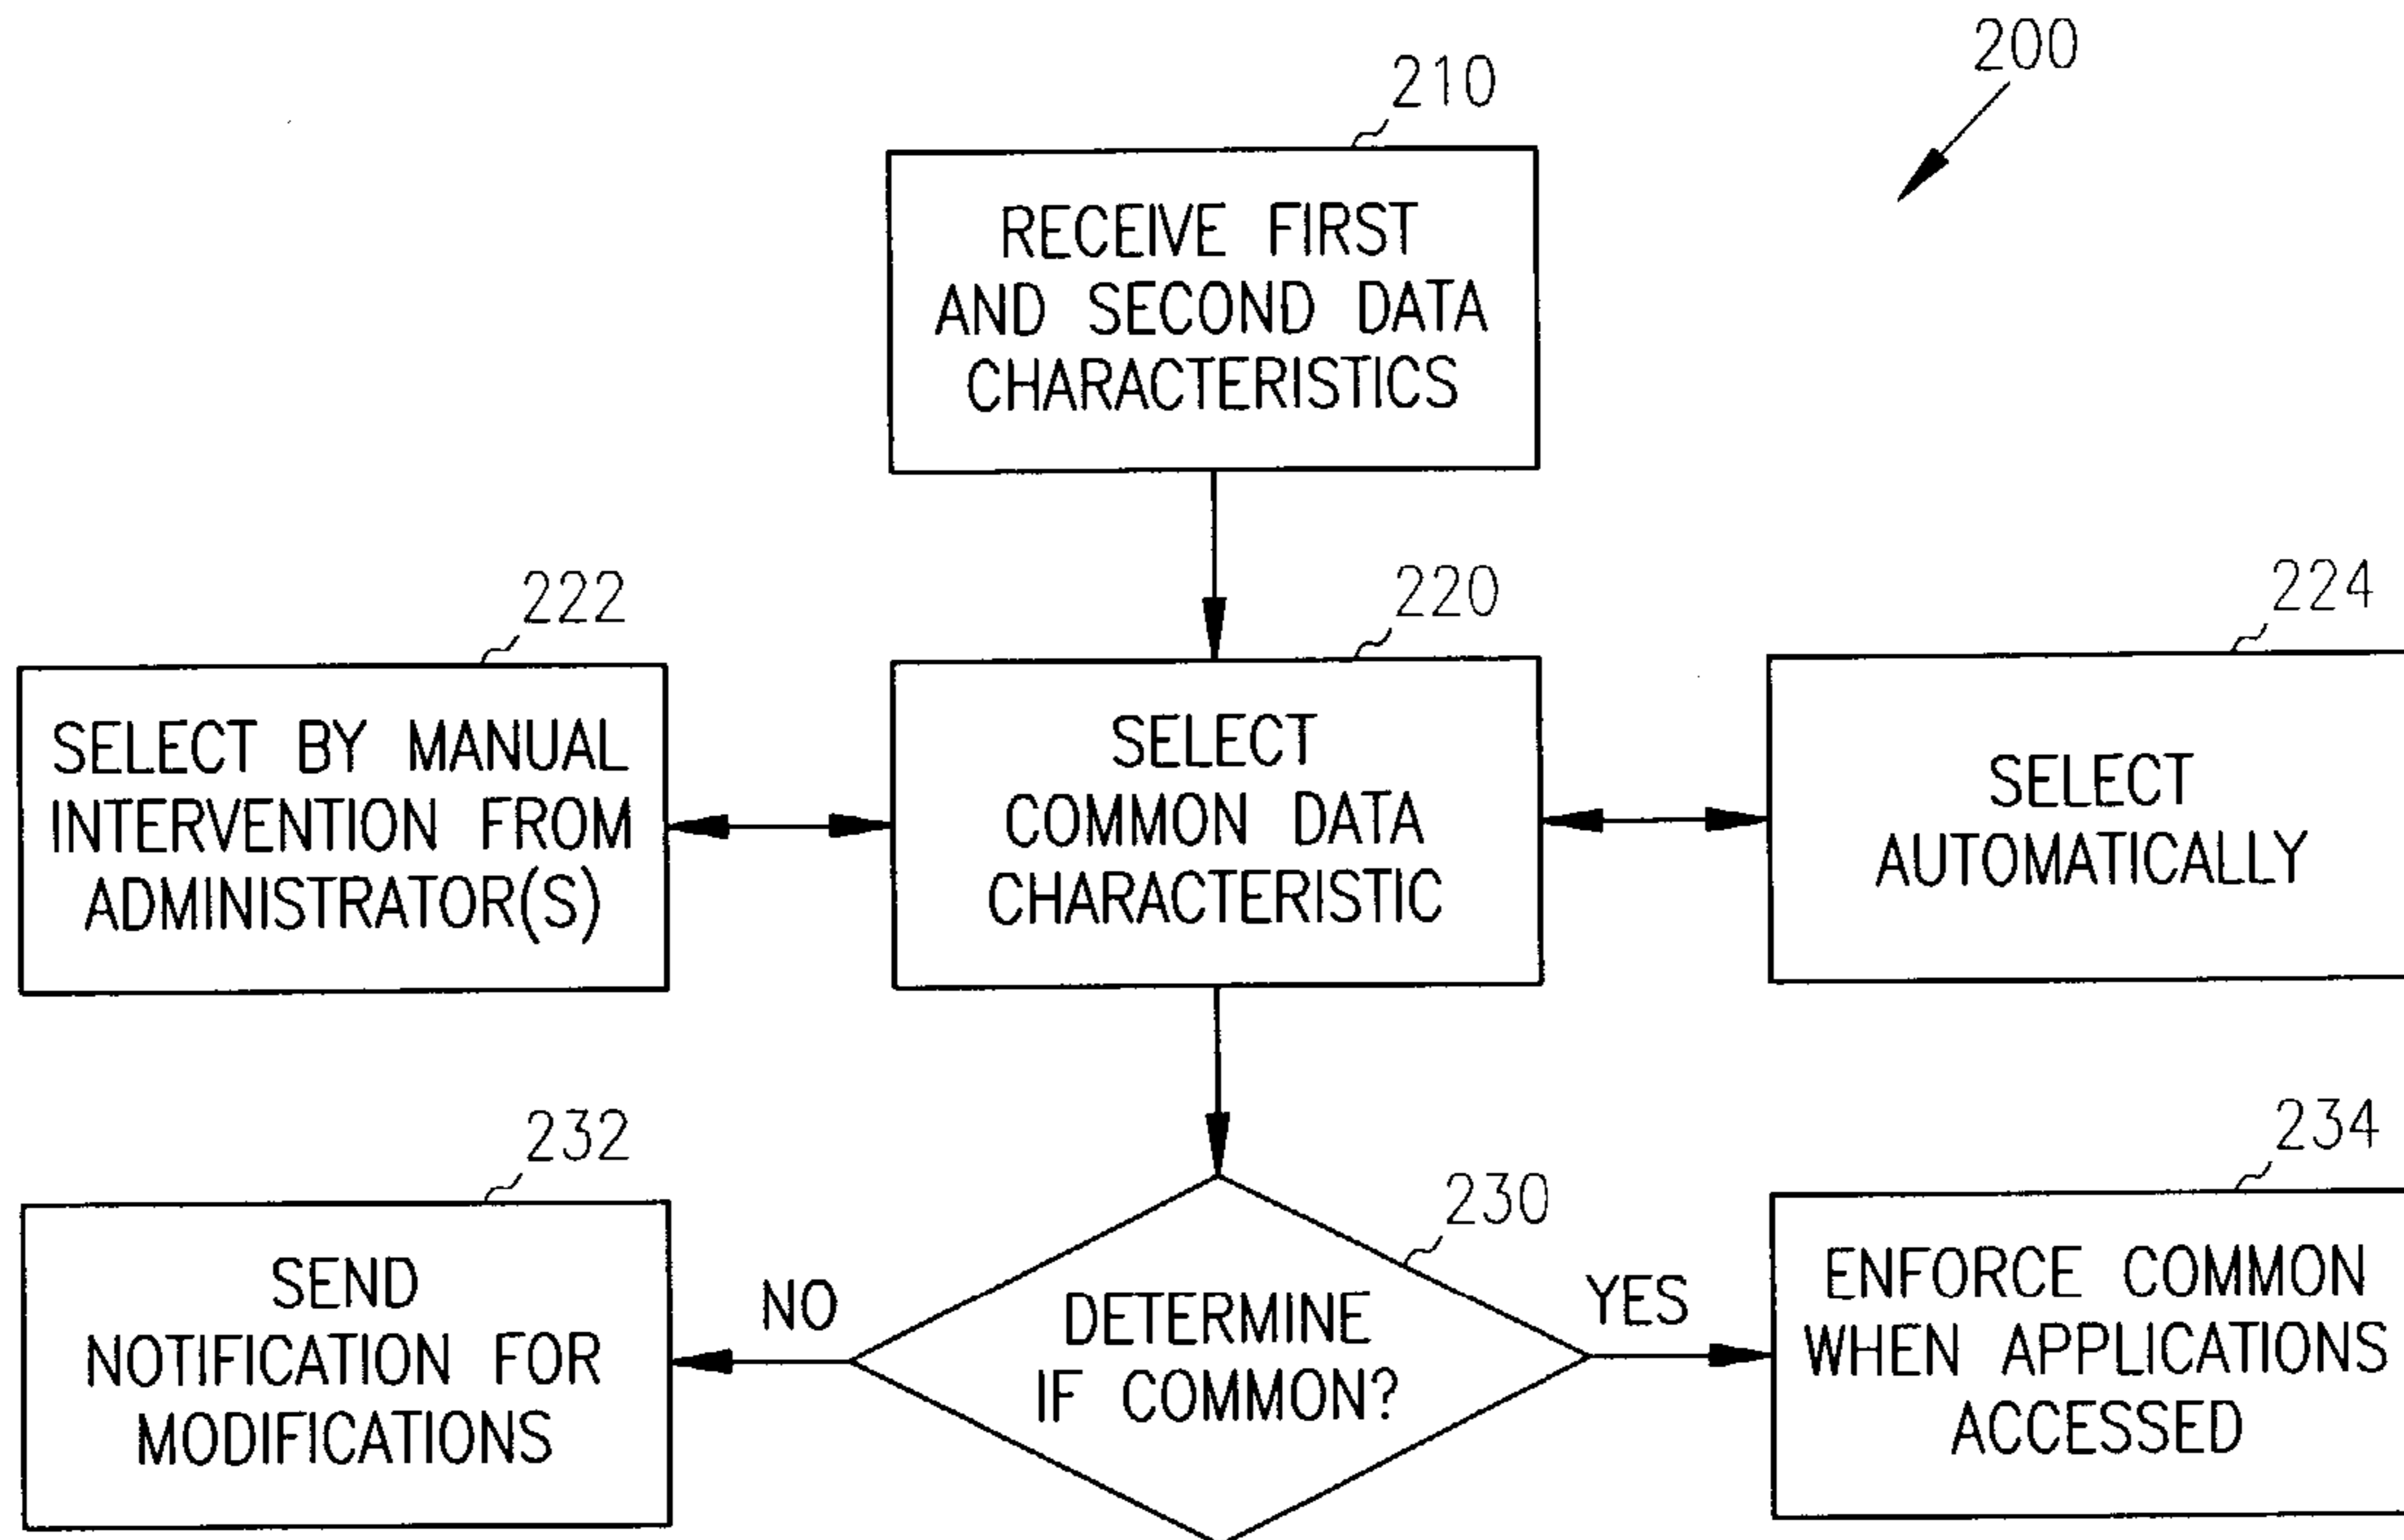 200
210
RECEIVE FIRST
AND SECOND DATA
CHARACTERISTICS
222
220
224
SELECT BY MANUAL
INTERVENTION FROM
ADMINISTRATOR(S)
SELECT
COMMON DATA
CHARACTERISTIC
SELECT
AUTOMATICALLY
232
230
234
SEND
NOTIFICATION FOR
MODIFICATIONS
NO
DETERMINE
IF COMMON?
YES
ENFORCE COMMON
WHEN APPLICATIONS
ACCESSED